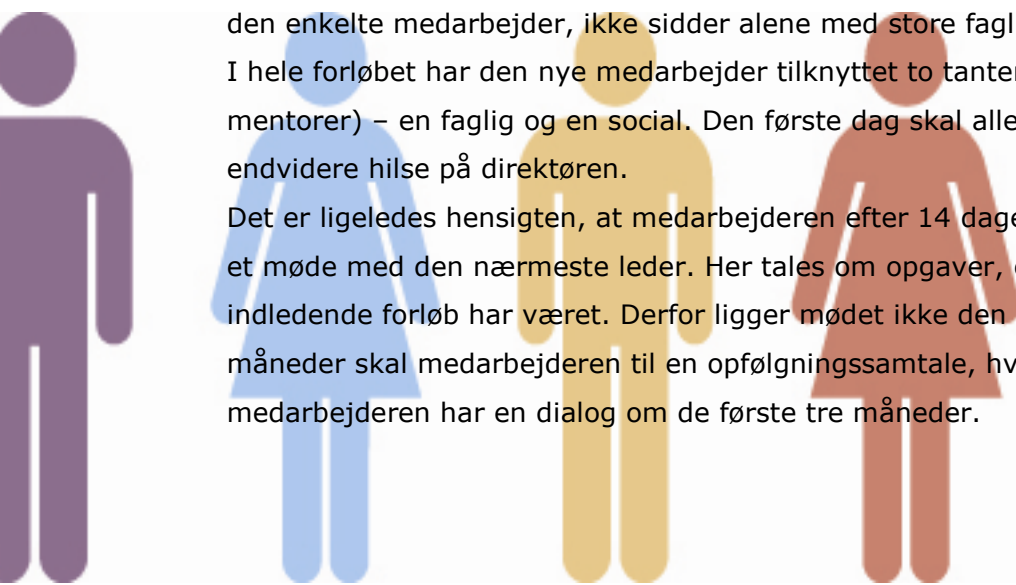 den enkelte medarbejder, ikke sidder alene med store fagl
I hele forløbet har den nye medarbejder tilknyttet to tanter
mentorer) – en faglig og en social. Den første dag skal alle
endvidere hilse på direktøren.
Det er ligeledes hensigten, at medarbejderen efter 14 dage
et møde med den nærmeste leder. Her tales om opgaver,
indledende forløb har været. Derfor ligger mødet ikke den
måneder skal medarbejderen til en opfølgningssamtale, hv
medarbejderen har en dialog om de første tre måneder.